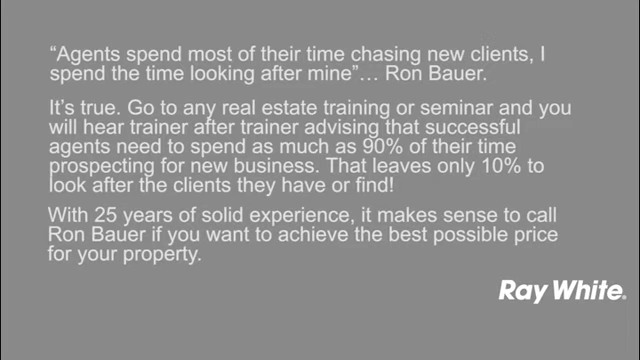 “Agents spend most of their time chasing new clients, I
spend the time looking after mine”… Ron Bauer.
It’s true. Go to any real estate training or seminar and you
will hear trainer after trainer advising that successful
agents need to spend as much as 90% of their time
prospecting for new business. That leaves only 10% to
look after the clients they have or find!
With 25 years of solid experience, it makes sense to call
Ron Bauer if you want to achieve the best possible price
for your property.
Ray White.